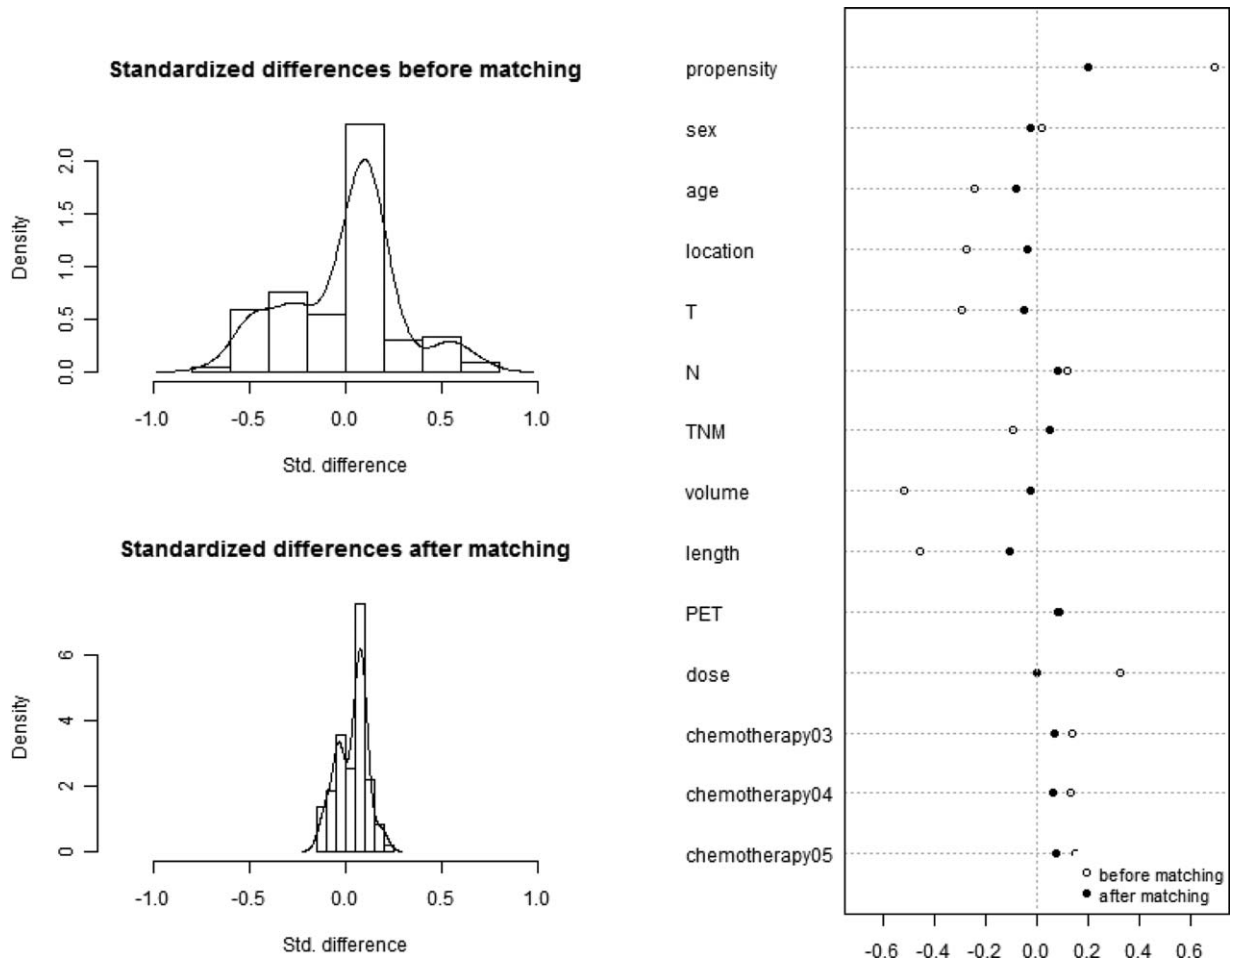 Standardized differences before matching
Density
0.0 0.5 1.0 1.5 2.0
-1.0 -0.5 0.0 0.5 1.0
Std. difference
Standardized differences after matching
Density
0 2 4 6
-1.0 -0.5 0.0 0.5 1.0
Std. difference
propensity
sex
age
location
T
N
TNM
volume
length
PET
dose
chemotherapy03
chemotherapy04
chemotherapy05
before matching
after matching
-0.6 -0.4 -0.2 0.0 0.2 0.4 0.6